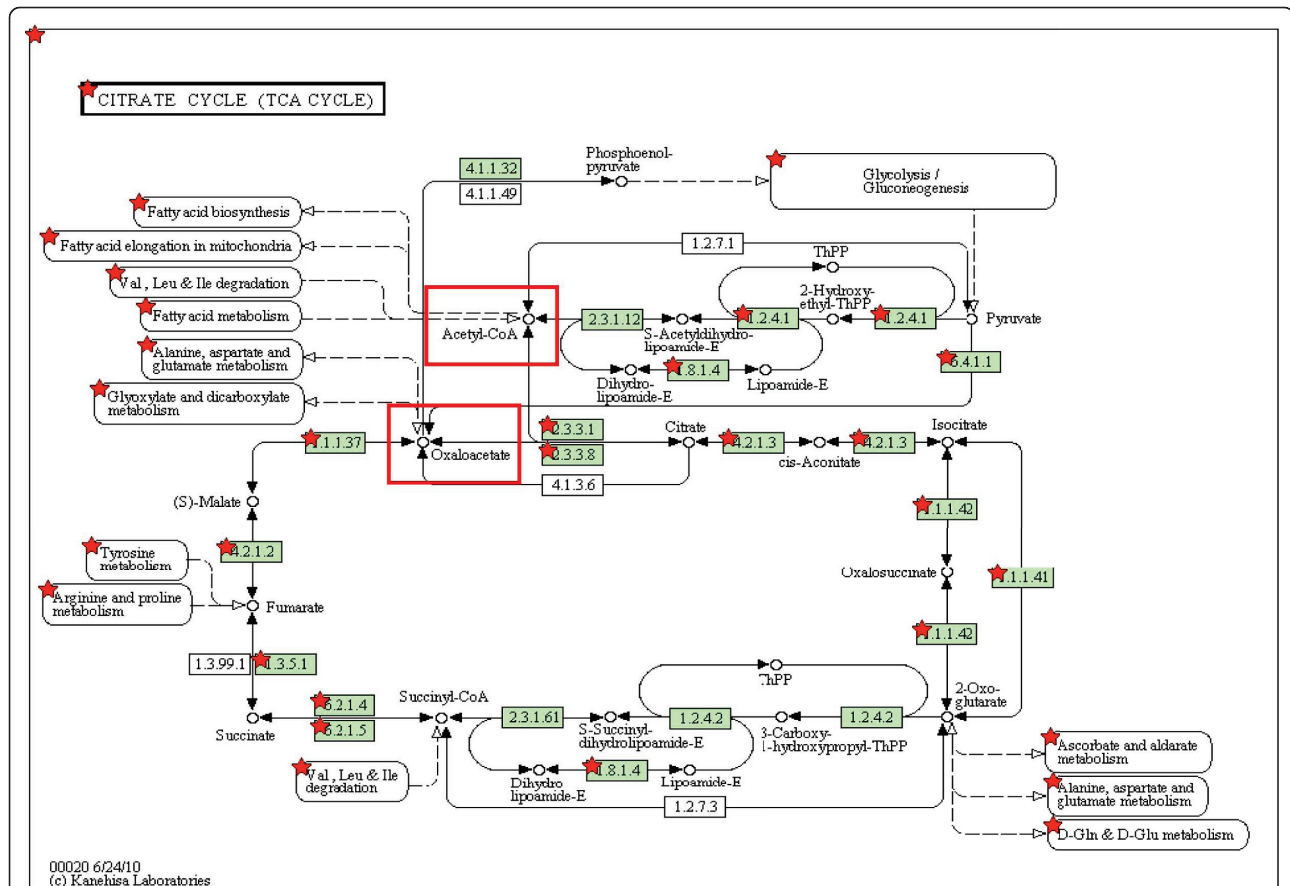 CITRATE CYCLE (TCA CYCLE)
4.1.1.32
4.1.1.49
Phosphoenol-
pyruvate
Glycolysis /
Gluconeogenesis
Fatty acid biosynthesis
Fatty acid elongation in mitochondria
Val, Leu & Ile degradation
Fatty acid metabolism
Alanine, aspartate and
glutamate metabolism
Glyoxylate and dicarboxylate
metabolism
1.2.7.1
ThPP
2-Hydroxy-
ethyl-ThPP
Acetyl-CoA
2.3.1.12
S-Acetyldihydro-
lipoamide-E
1.2.4.1
1.2.4.1
Pyruvate
Dihydro-
lipoamide-E
1.8.1.4
Lipoamide-E
6.4.1.1
1.1.1.37
Oxaloacetate
2.3.3.1
2.3.3.8
4.1.3.6
Citrate
4.2.1.3
cis-Aconitate
4.2.1.3
Isocitrate
(S)-Malate
1.1.1.42
Tyrosine
metabolism
4.2.1.2
Oxalosuccinate
1.1.1.41
Arginine and proline
metabolism
Fumarate
1.1.1.42
1.3.99.1
1.3.5.1
ThPP
Succinyl-CoA
2-Oxo-
glutarate
6.2.1.4
6.2.1.5
Succinate
2.3.1.61
S-Succinyl-
dihydrolipoamide-E
1.2.4.2
3-Carboxy-
1-hydroxypropyl-ThPP
1.2.4.2
Val, Leu & Ile
degradation
Dihydro
lipoamide-E
1.8.1.4
Lipoamide-E
1.2.7.3
Ascorbate and aldarate
metabolism
Alanine, aspartate and
glutamate metabolism
D-Gln & D-Glu metabolism
00020 6/24/10
(c) Kanehisa Laboratories